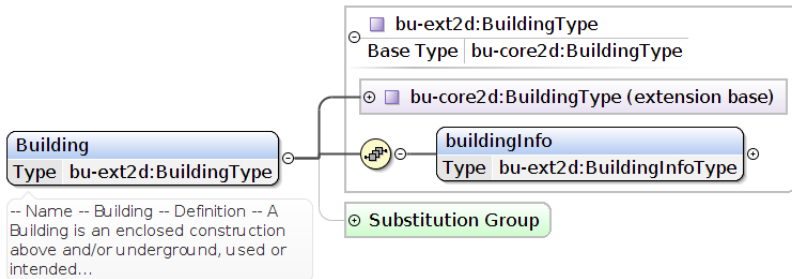 bu-ext2d:BuildingType
Base Type bu-core2d:BuildingType
bu-core2d:BuildingType (extension base)
Building
Type bu-ext2d:BuildingType
buildingInfo
Type bu-ext2d:BuildingInfoType
-- Name -- Building -- Definition -- A
Building is an enclosed construction
above and/or underground, used or
intended...
Substitution Group